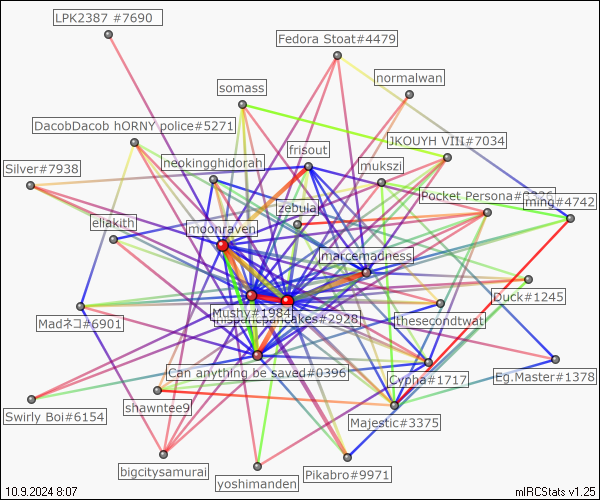 LPK2387 #7690
Fedora Stoat#4479
normalwan
somass
DacobDacob hORNY police#5271
JKOUYH VIII#7034
frisout
neokingghidorah
mukszi
Silver#7938
Pocket Persona#
ming#4742
zebular
eliakith
moonraven
marcemadness
Duck#1245
Mushy#1984
pancakes#2928
thesecondtwat
Madネコ#6901
Can anything be saved#0396
Cypha#1717
Eg.Master#1378
shawntee9
Swirly Boi#6154
Majestic#3375
bigcitysamurai
Pikabro#9971
yoshimanden
10.9.2024 8:07
mIRCStats v1.25